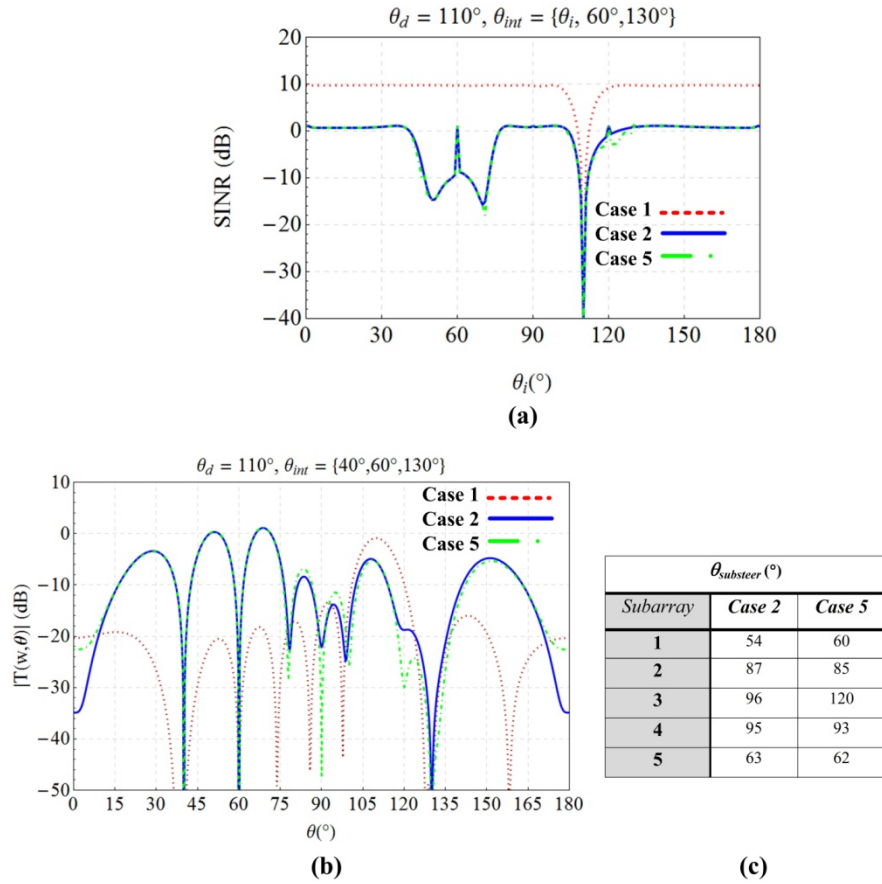 θd = 110°, θint = {θi, 60°,130°}
20
10
0
−10
−20
−30
−40
SINR (dB)
Case 1
Case 2
Case 5
0 30 60 90 120 150 180
θi(°)
(a)
θd = 110°, θint = {40°,60°,130°}
10
0
−10
−20
−30
−40
−50
|T(w,θ)| (dB)
Case 1
Case 2
Case 5
0 15 30 45 60 75 90 105 120 135 150 165 180
θ(°)
(b)
θsubsteer (°)
Subarray Case 2 Case 5
1 54 60
2 87 85
3 96 120
4 95 93
5 63 62
(c)